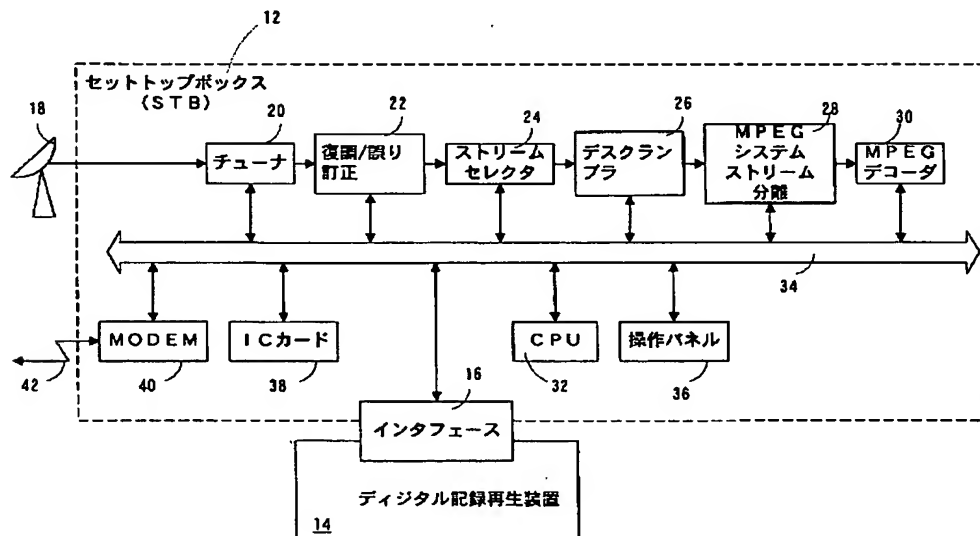 12
セットトップボックス
(STB)
18
20
22
24
26
28
30
チューナ
復調/誤り
訂正
ストリーム
セレクタ
デスクラン
ブラ
MPEG
システム
ストリーム
分離
MPEG
デコーダ
34
MODEM
ICカード
CPU
操作パネル
42
40
38
16
32
36
インタフェース
ディジタル記録再生装置
14